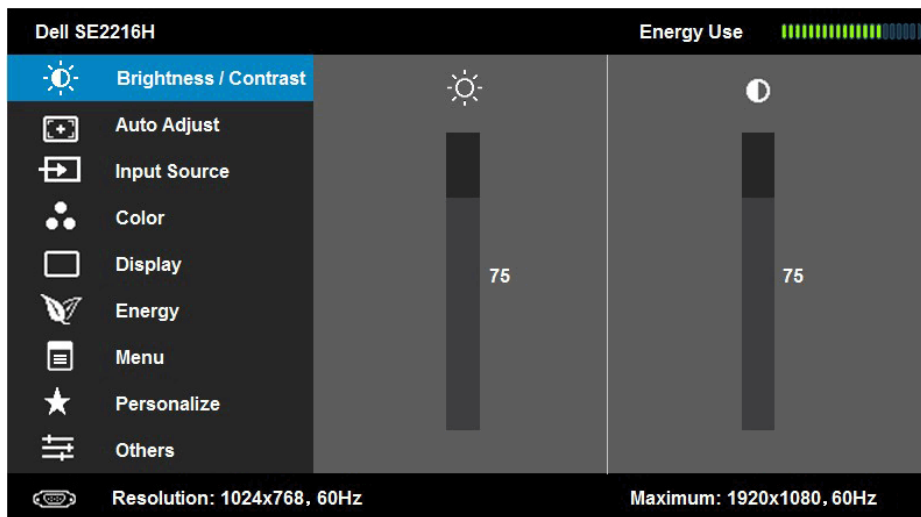 Dell SE2216H Energy Use
Brightness / Contrast
Auto Adjust
Input Source
Color
Display
75 75
Energy
Menu
Personalize
Others
Resolution: 1024x768, 60Hz Maximum: 1920x1080, 60Hz